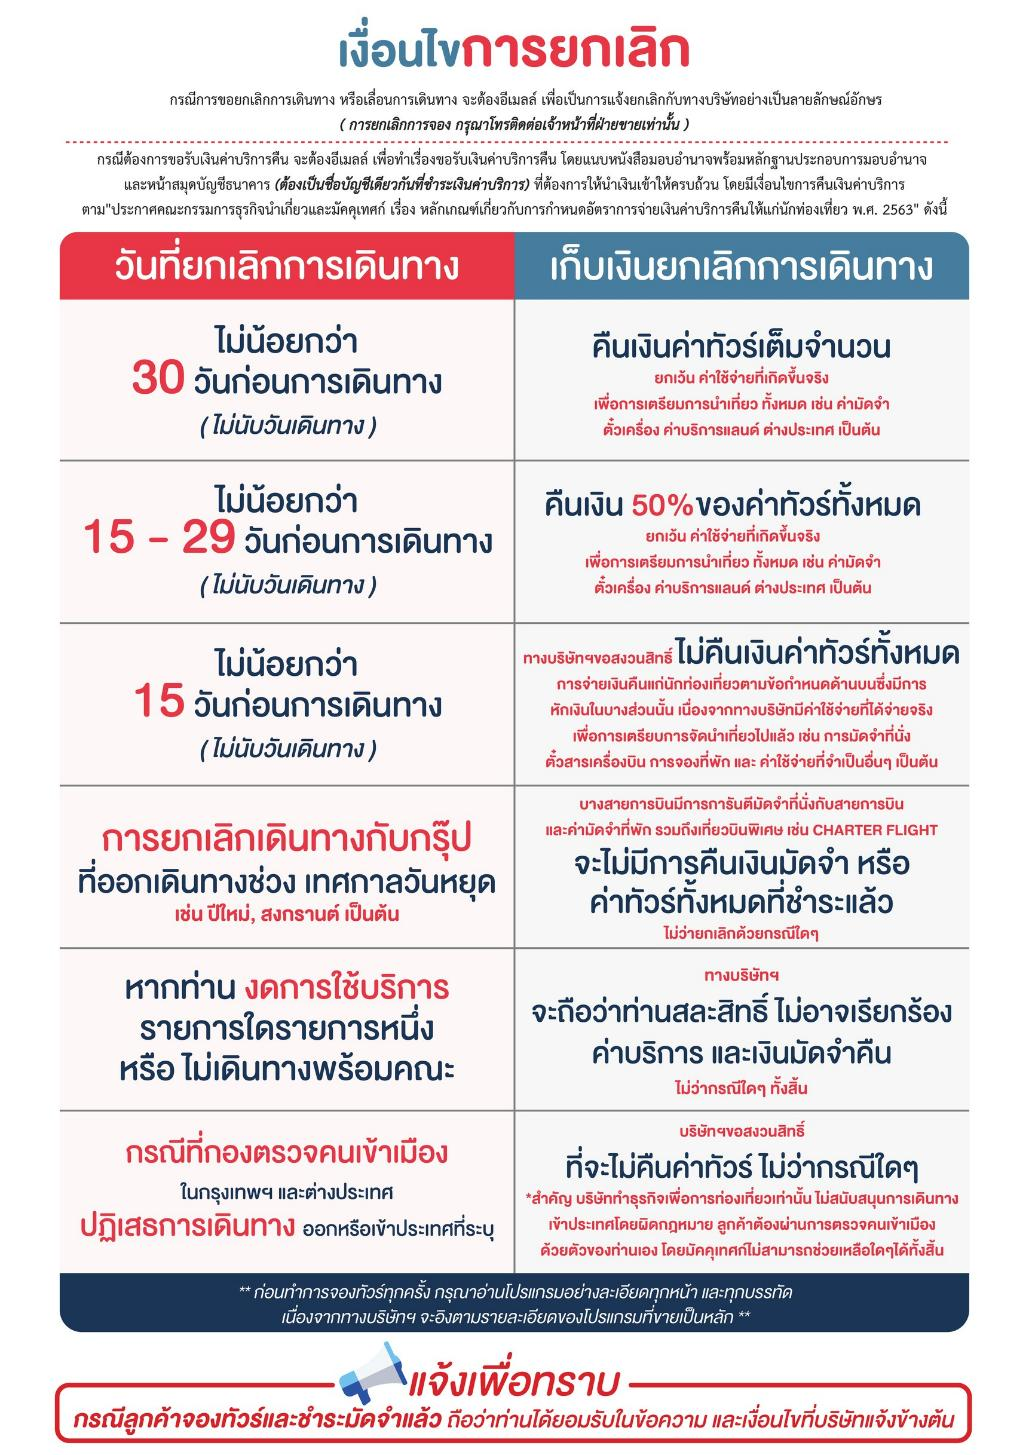 เงื่อนไขการยกเลิก
กรณีการขอยกเลิกการเดินทาง หรือเลื่อนการเดินทาง จะต้องอีเมลล์ เพื่อเป็นการแจ้งยกเลิกกับทางบริษัทอย่างเป็นลายลักษณ์อักษร
( การยกเลิกการจอง กรุณาโทรติดต่อเจ้าหน้าที่ฝ่ายขายเท่านั้น )
กรณีต้องการขอรับเงินค่าบริการคืน จะต้องอีเมลล์ เพื่อทำเรื่องขอรับเงินค่าบริการคืน โดยแนบหนังสือมอบอำนาจพร้อมหลักฐานประกอบการมอบอำนาจ
และหน้าสมุดบัญชีธนาคาร (ต้องเป็นชื่อบัญชีเดียวกันที่ชำระเงินค่าบริการ) ที่ต้องการให้นำเงินเข้าให้ครบถ้วน โดยมีเงื่อนไขการคืนเงินค่าบริการ
ตาม"ประกาศคณะกรรมการธุรกิจนำเที่ยวและมัคคุเทศก์ เรื่อง หลักเกณฑ์เกี่ยวกับการกำหนดอัตราการจ่ายเงินค่าบริการคืนให้แก่นักท่องเที่ยว พ.ศ. 2563" ดังนี้
วันที่ยกเลิกการเดินทาง
เก็บเงินยกเลิกการเดินทาง
ไม่น้อยกว่า
30 วันก่อนการเดินทาง
( ไม่นับวันเดินทาง )
คืนเงินค่าทัวร์เต็มจำนวน
ยกเว้น ค่าใช้จ่ายที่เกิดขึ้นจริง
เพื่อการเตรียมการนำเที่ยว ทั้งหมด เช่น ค่ามัดจำ
ตั๋วเครื่อง ค่าบริการแลนด์ ต่างประเทศ เป็นต้น
ไม่น้อยกว่า
15 - 29 วันก่อนการเดินทาง
( ไม่นับวันเดินทาง )
คืนเงิน 50%ของค่าทัวร์ทั้งหมด
ยกเว้น ค่าใช้จ่ายที่เกิดขึ้นจริง
เพื่อการเตรียมการนำเที่ยว ทั้งหมด เช่น ค่ามัดจำ
ตั๋วเครื่อง ค่าบริการแลนด์ ต่างประเทศ เป็นต้น
ไม่น้อยกว่า
15 วันก่อนการเดินทาง
( ไม่นับวันเดินทาง )
ทางบริษัทฯขอสงวนสิทธิ์ ไม่คืนเงินค่าทัวร์ทั้งหมด
การจ่ายเงินคืนแก่นักท่องเที่ยวตามข้อกำหนดด้านบนซึ่งมีการ
หักเงินในบางส่วนนั้น เนื่องจากทางบริษัทมีค่าใช้จ่ายที่ได้จ่ายจริง
เพื่อการเตรียบการจัดนำเที่ยวไปแล้ว เช่น การมัดจำที่นั่ง
ตั๋วสารเครื่องบิน การจองที่พัก และ ค่าใช้จ่ายที่จำเป็นอื่นๆ เป็นต้น
การยกเลิกเดินทางกับกรุ๊ป
ที่ออกเดินทางช่วง เทศกาลวันหยุด
เช่น ปีใหม่, สงกรานต์ เป็นต้น
บางสายการบินมีการการันตีมัดจำที่นั่งกับสายการบิน
และค่ามัดจำที่พัก รวมถึงเที่ยวบินพิเศษ เช่น CHARTER FLIGHT
จะไม่มีการคืนเงินมัดจำ หรือ
ค่าทัวร์ทั้งหมดที่ชำระแล้ว
ไม่ว่ายกเลิกด้วยกรณีใดๆ
หากท่าน งดการใช้บริการ
รายการใดรายการหนึ่ง
หรือ ไม่เดินทางพร้อมคณะ
ทางบริษัทฯ
จะถือว่าท่านสละสิทธิ์ ไม่อาจเรียกร้อง
ค่าบริการ และเงินมัดจำคืน
ไม่ว่ากรณีใดๆ ทั้งสิ้น
กรณีที่กองตรวจคนเข้าเมือง
ในกรุงเทพฯ และต่างประเทศ
ปฏิเสธการเดินทาง ออกหรือเข้าประเทศที่ระบุ
บริษัทฯขอสงวนสิทธิ์
ที่จะไม่คืนค่าทัวร์ ไม่ว่ากรณีใดๆ
*สำคัญ บริษัททำธุรกิจเพื่อการท่องเที่ยวเท่านั้น ไม่สนับสนุนการเดินทาง
เข้าประเทศโดยผิดกฎหมาย ลูกค้าต้องผ่านการตรวจคนเข้าเมือง
ด้วยตัวของท่านเอง โดยมัคคุเทศก์ไม่สามารถช่วยเหลือใดๆได้ทั้งสิ้น
** ก่อนทำการจองทัวร์ทุกครั้ง กรุณาอ่านโปรแกรมอย่างละเอียดทุกหน้า และทุกบรรทัด
เนื่องจากทางบริษัทฯ จะอิงตามรายละเอียดของโปรแกรมที่ขายเป็นหลัก **
แจ้งเพื่อทราบ
กรณีลูกค้าจองทัวร์และชำระมัดจำแล้ว ถือว่าท่านได้ยอมรับในข้อความ และเงื่อนไขที่บริษัทแจ้งข้างต้น